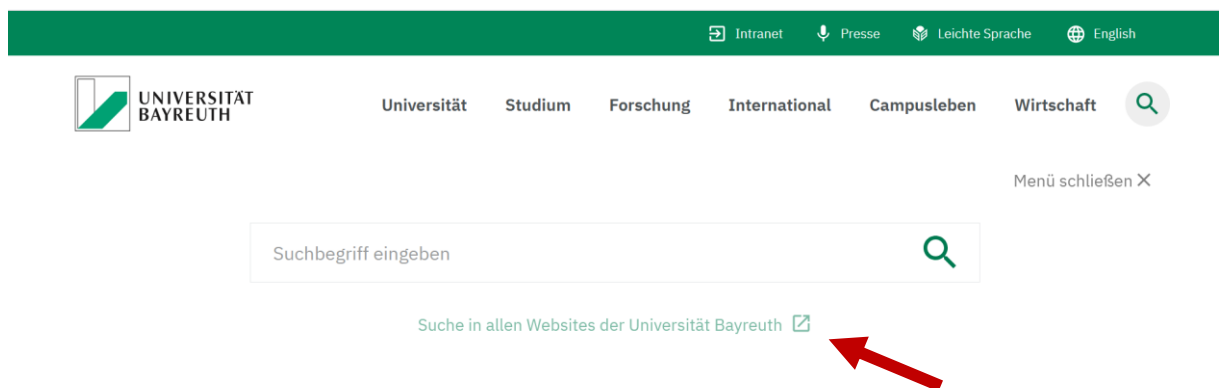 Intranet Presse Leichte Sprache English
UNIVERSITÄT
BAYREUTH
Universität Studium Forschung International Campusleben Wirtschaft
Menü schließen
Suchbegriff eingeben
Suche in allen Websites der Universität Bayreuth